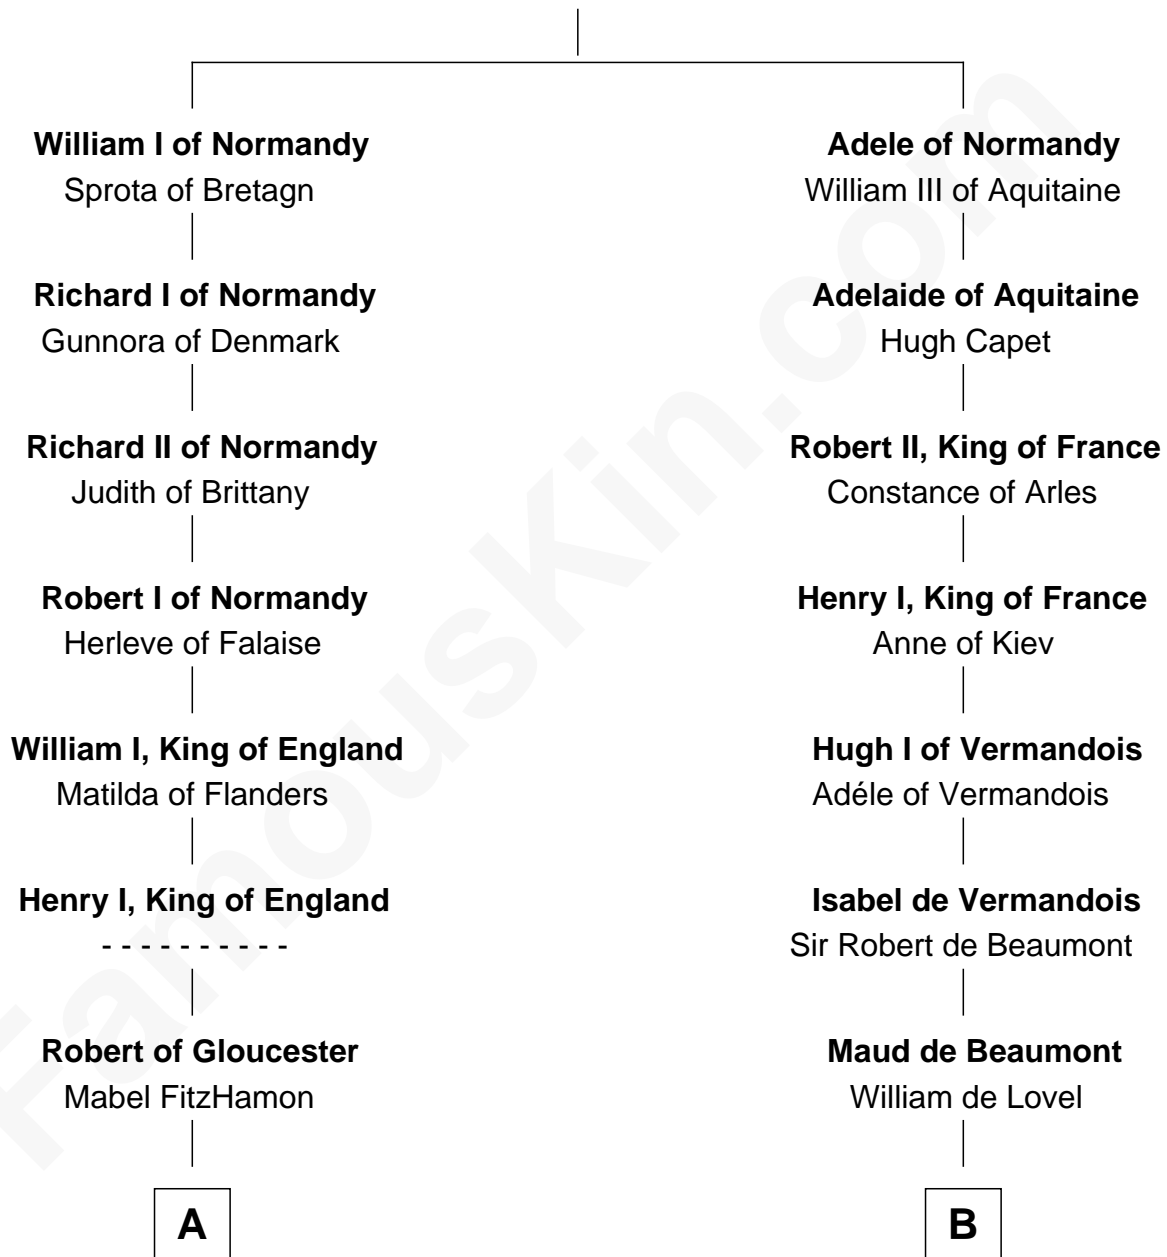 William I of Normandy
Sprota of Bretagn
Adele of Normandy
William III of Aquitaine
Richard I of Normandy
Gunnora of Denmark
Adelaide of Aquitaine
Hugh Capet
Richard II of Normandy
Judith of Brittany
Robert II, King of France
Constance of Arles
Robert I of Normandy
Herleve of Falaise
Henry I, King of France
Anne of Kiev
William I, King of England
Matilda of Flanders
Hugh I of Vermandois
Adéle of Vermandois
Henry I, King of England
- - - - - - - - - -
Isabel de Vermandois
Sir Robert de Beaumont
Robert of Gloucester
Mabel FitzHamon
Maud de Beaumont
William de Lovel
A
B
FamousKin.com